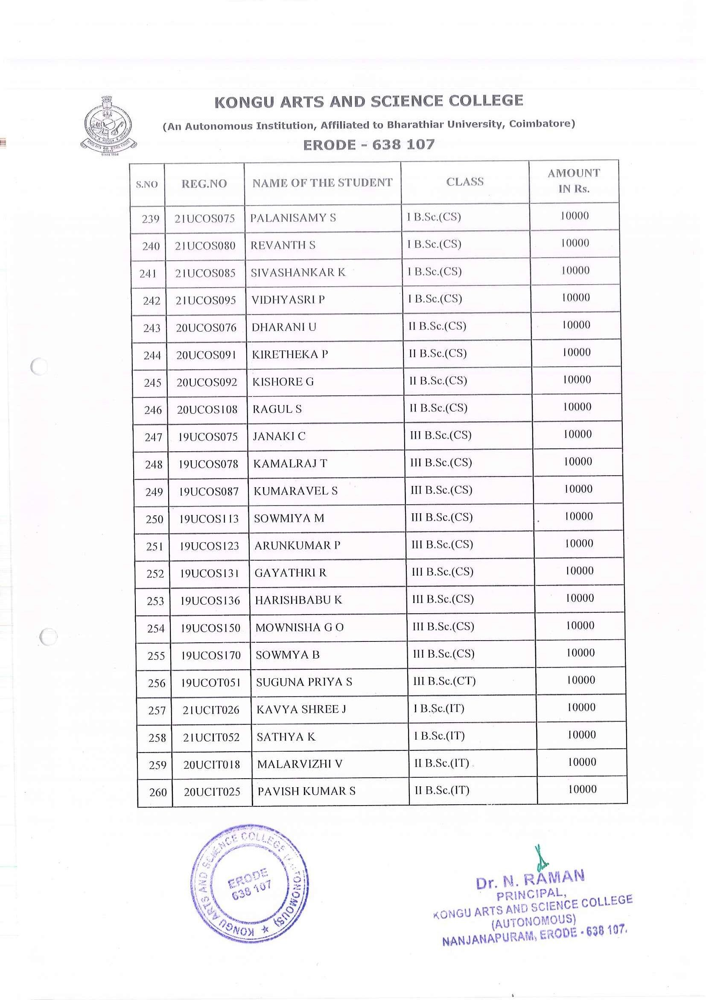 KONGU ARTS AND SCIENCE COLLEGE
(An Autonomous Institution, Affiliated to Bharathiar University, Coimbatore)
ERODE - 638 107
KONGU ARTS AND SCIENCE COLLEGE
ERODE
Since 1994
S.NO REG.NO NAME OF THE STUDENT CLASS AMOUNT IN Rs.
239 21UCOS075 PALANISAMY S I B.Sc.(CS) 10000
240 21UCOS080 REVANTH S I B.Sc.(CS) 10000
241 21UCOS085 SIVASHANKAR K I B.Sc.(CS) 10000
242 21UCOS095 VIDHYASRI P I B.Sc.(CS) 10000
243 20UCOS076 DHARANI U II B.Sc.(CS) 10000
244 20UCOS091 KIRETHEKA P II B.Sc.(CS) 10000
245 20UCOS092 KISHORE G II B.Sc.(CS) 10000
246 20UCOS108 RAGUL S II B.Sc.(CS) 10000
247 19UCOS075 JANAKI C III B.Sc.(CS) 10000
248 19UCOS078 KAMALRAJ T III B.Sc.(CS) 10000
249 19UCOS087 KUMARAVEL S III B.Sc.(CS) 10000
250 19UCOS113 SOWMIYA M III B.Sc.(CS) 10000
251 19UCOS123 ARUNKUMAR P III B.Sc.(CS) 10000
252 19UCOS131 GAYATHRI R III B.Sc.(CS) 10000
253 19UCOS136 HARISHBABU K III B.Sc.(CS) 10000
254 19UCOS150 MOWNISHA G O III B.Sc.(CS) 10000
255 19UCOS170 SOWMYA B III B.Sc.(CS) 10000
256 19UCOT051 SUGUNA PRIYA S III B.Sc.(CT) 10000
257 21UCIT026 KAVYA SHREE J I B.Sc.(IT) 10000
258 21UCIT052 SATHYA K I B.Sc.(IT) 10000
259 20UCIT018 MALARVIZHI V II B.Sc.(IT) 10000
260 20UCIT025 PAVISH KUMAR S II B.Sc.(IT) 10000
KONGU ARTS AND SCIENCE COLLEGE (AUTONOMOUS) ★
ERODE
638 107
Dr. N. RAMAN
PRINCIPAL,
KONGU ARTS AND SCIENCE COLLEGE
(AUTONOMOUS)
NANJANAPURAM, ERODE - 638 107.